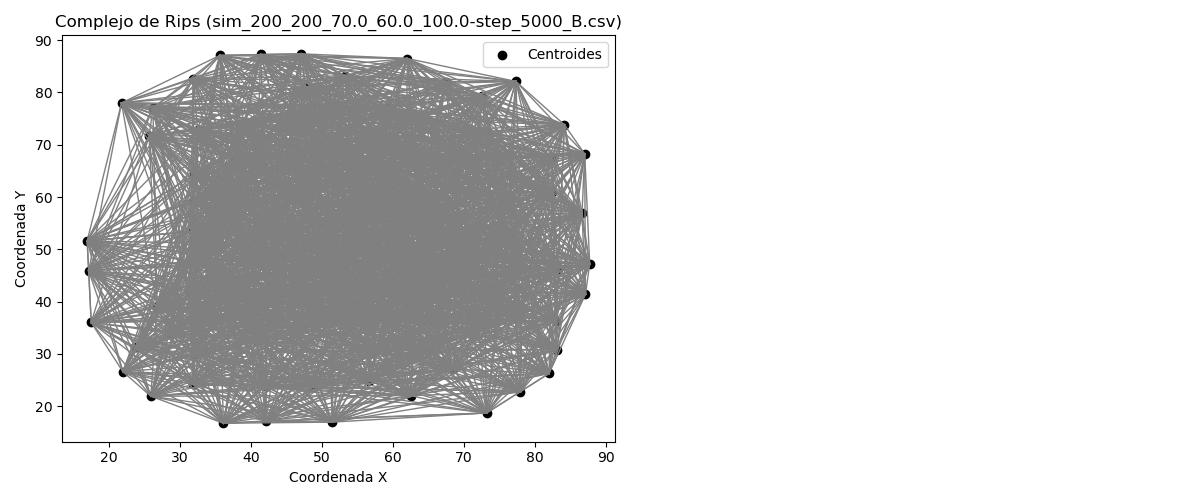 Complejo de Rips (sim_200_200_70.0_60.0_100.0-step_5000_B.csv)
Centroides
90
80
70
60
50
40
30
20
Coordenada Y
20 30 40 50 60 70 80 90
Coordenada X